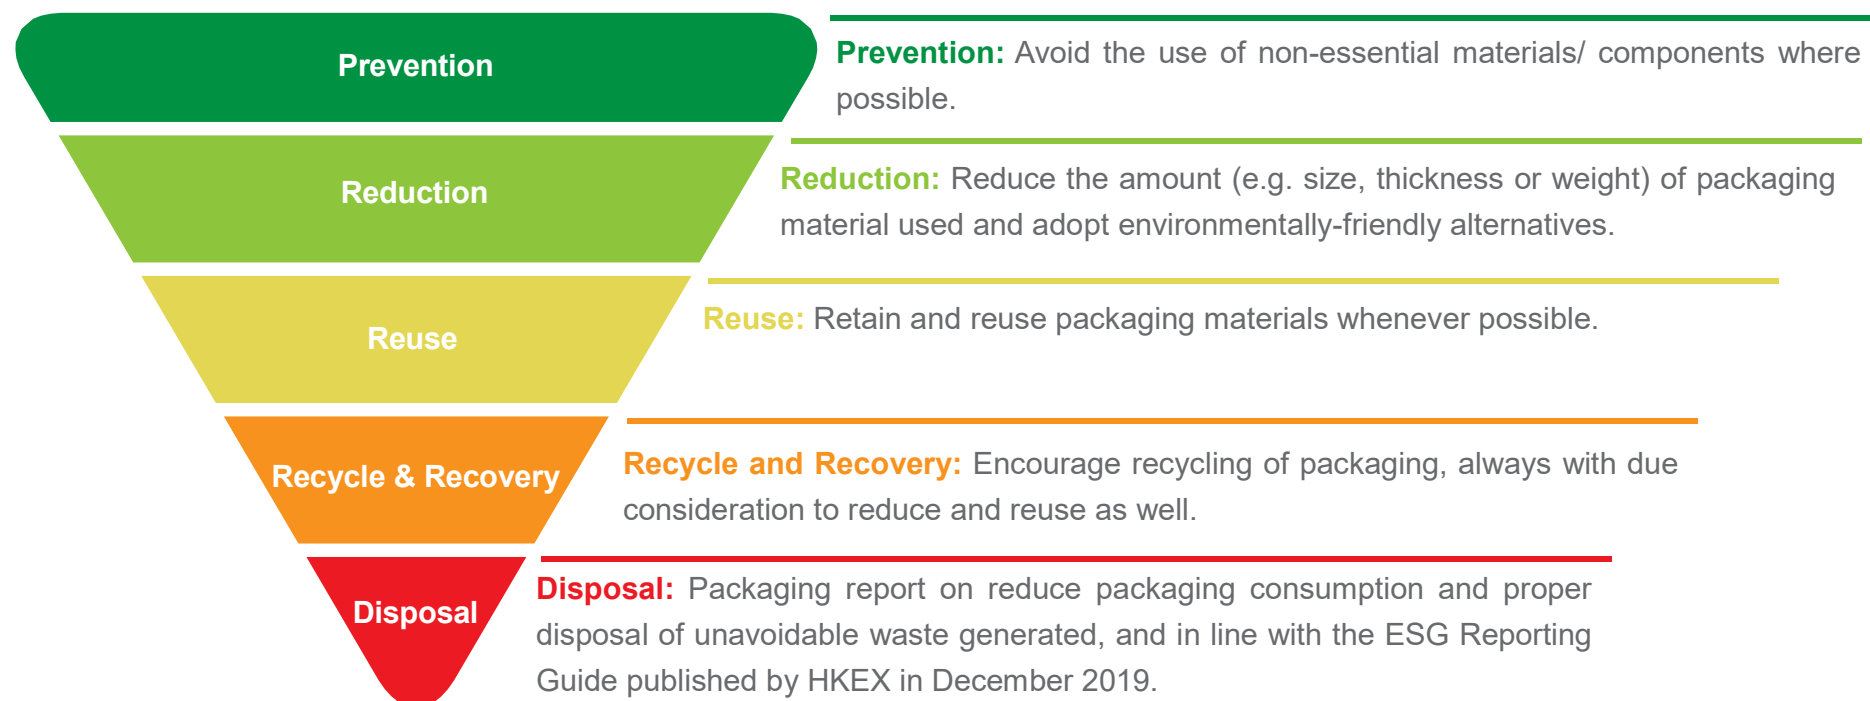 Prevention
Prevention: Avoid the use of non-essential materials/ components where
possible.
Reduction
Reduction: Reduce the amount (e.g. size, thickness or weight) of packaging
material used and adopt environmentally-friendly alternatives.
Reuse
Reuse: Retain and reuse packaging materials whenever possible.
Recycle & Recovery
Recycle and Recovery: Encourage recycling of packaging, always with due
consideration to reduce and reuse as well.
Disposal
Disposal: Packaging report on reduce packaging consumption and proper
disposal of unavoidable waste generated, and in line with the ESG Reporting
Guide published by HKEX in December 2019.